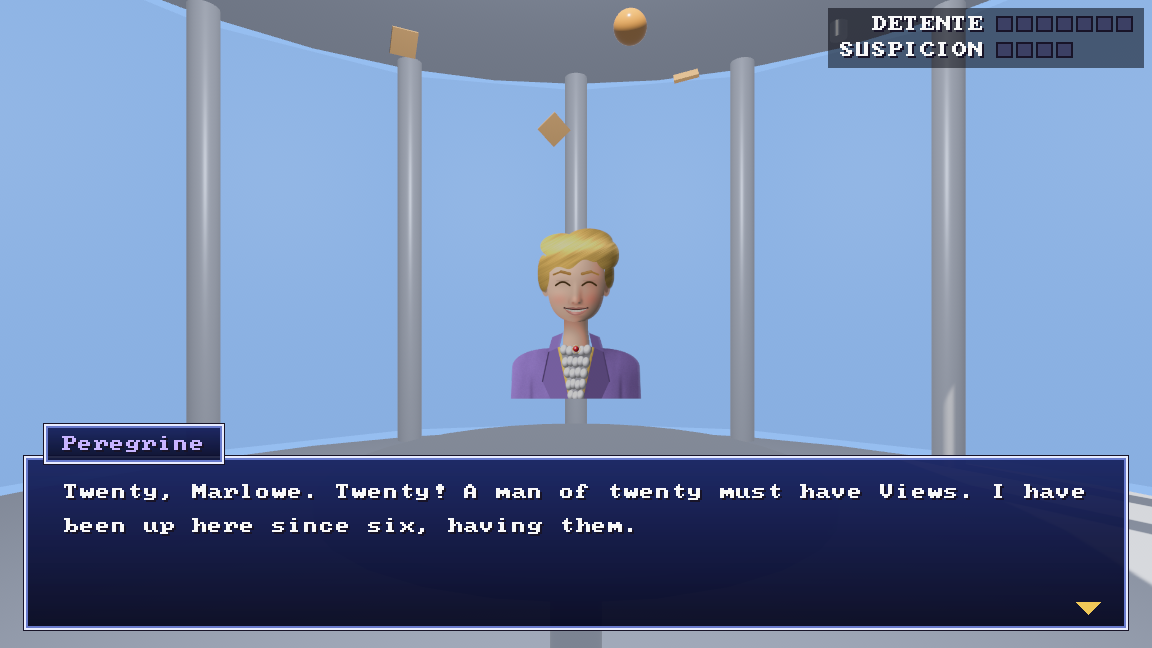 DETENTE
SUSPICION
Peregrine
Twenty, Marlowe. Twenty! A man of twenty must have Views. I have
been up here since six, having them.